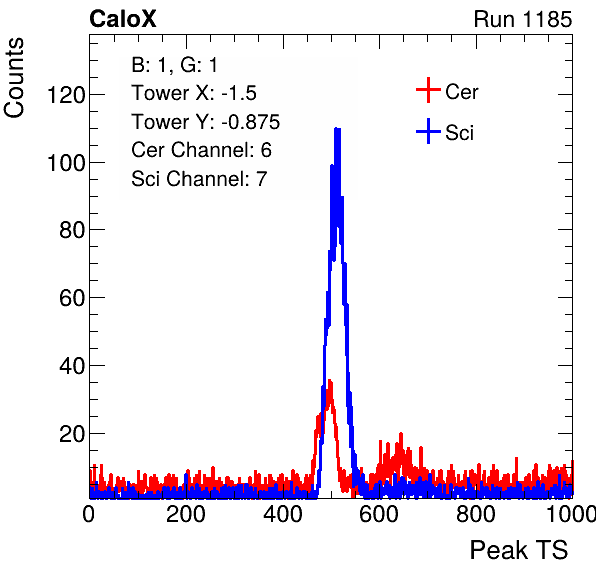 CaloX Run 1185
Counts
B: 1, G: 1
Tower X: -1.5
Tower Y: -0.875
Cer Channel: 6
Sci Channel: 7
Cer
Sci
120
100
80
60
40
20
0 200 400 600 800 1000
Peak TS